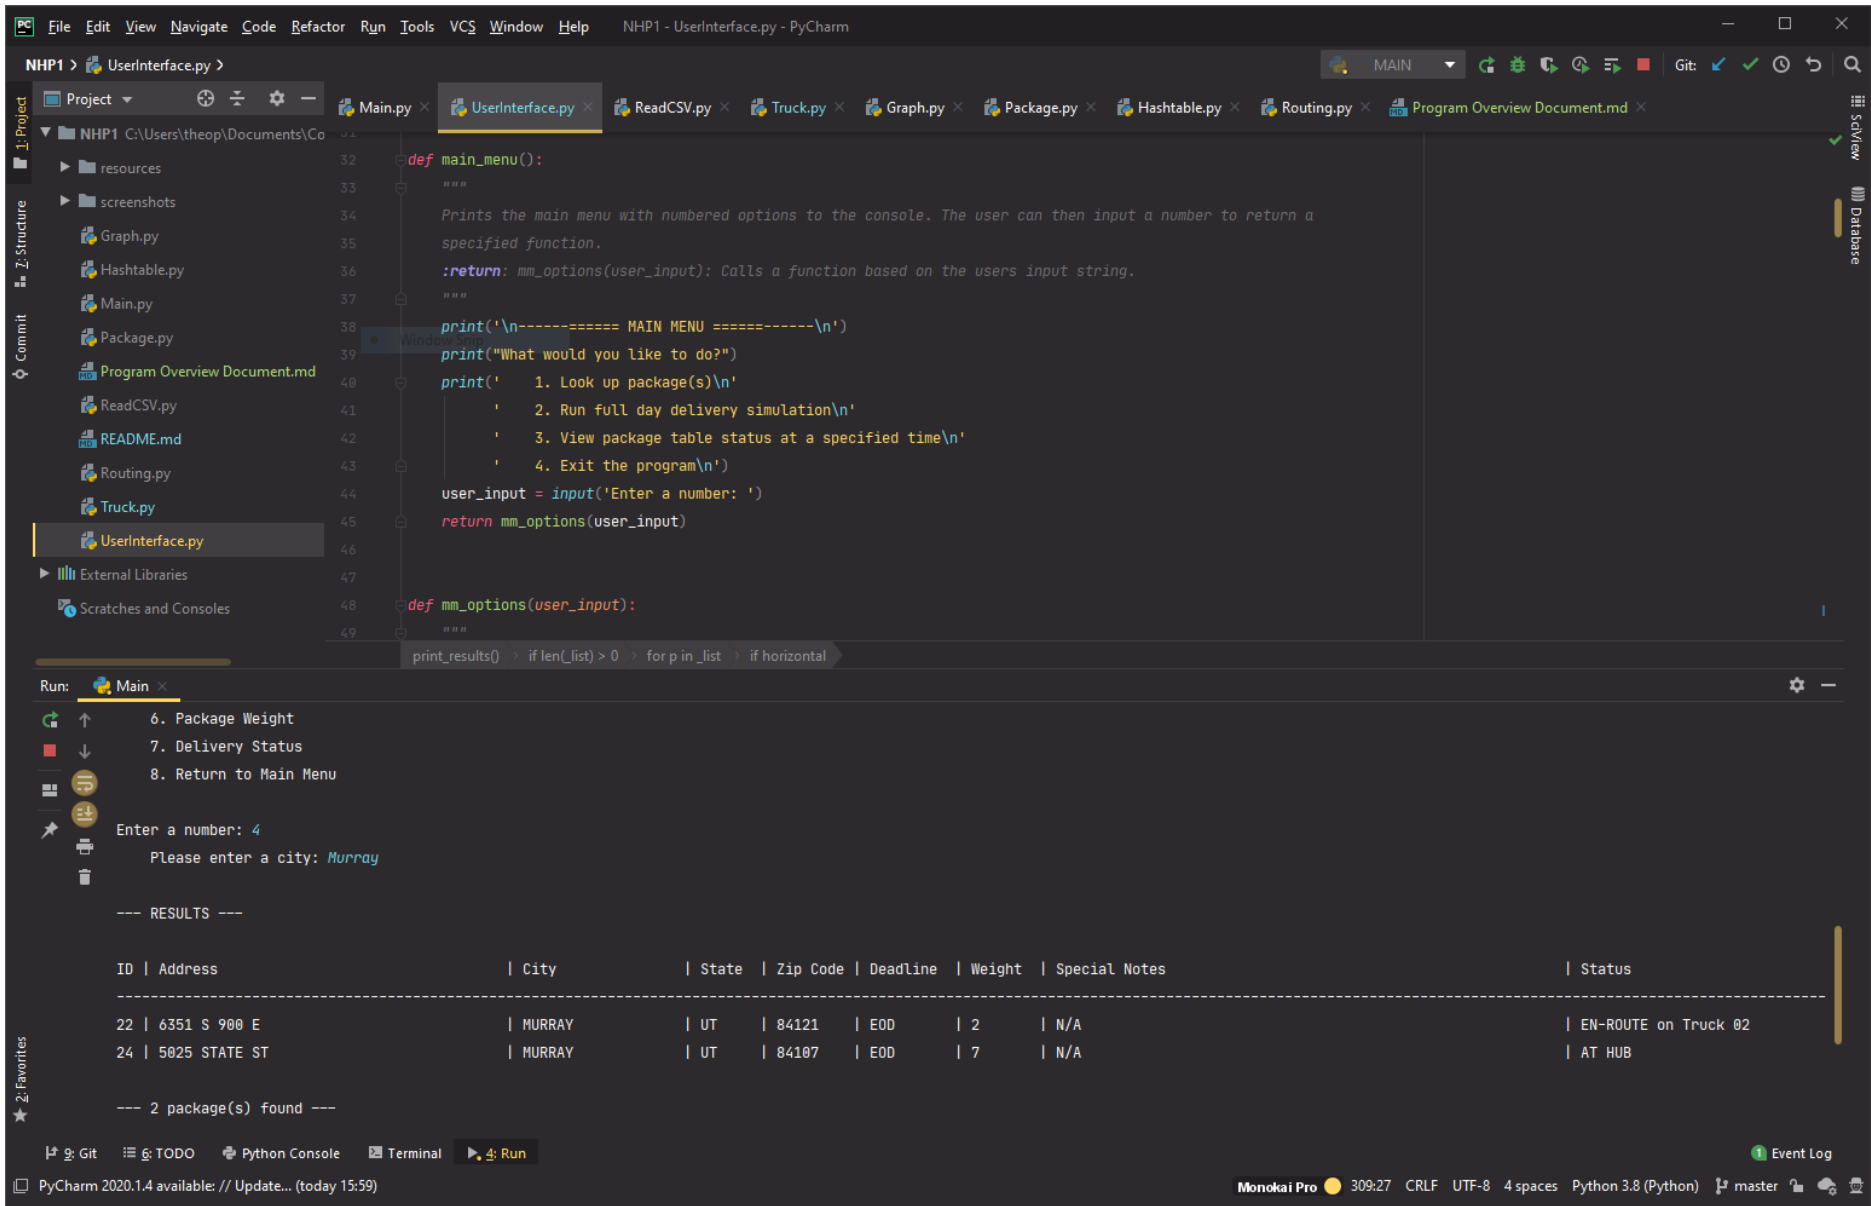 PC File Edit View Navigate Code Refactor Run Tools VCS Window Help NHP1 - UserInterface.py - PyCharm
NHP1 UserInterface.py MAIN Git:
1: Project
Project
NHP1 C:\Users\theop\Documents\Co
resources
screenshots
Graph.py
Hashtable.py
Main.py
Package.py
Program Overview Document.md
ReadCSV.py
README.md
Routing.py
Truck.py
UserInterface.py
External Libraries
Scratches and Consoles
7: Structure
Commit
2: Favorites
Main.py UserInterface.py ReadCSV.py Truck.py Graph.py Package.py Hashtable.py Routing.py Program Overview Document.md
SciView
Database
31
32 def main_menu():
33 """
34 Prints the main menu with numbered options to the console. The user can then input a number to return a
35 specified function.
36 :return: mm_options(user_input): Calls a function based on the users input string.
37 """
38 print('\n------====== MAIN MENU ======------\n')
Window Snip
39 print("What would you like to do?")
40 print('    1. Look up package(s)\n'
41 '    2. Run full day delivery simulation\n'
42 '    3. View package table status at a specified time\n'
43 '    4. Exit the program\n')
44 user_input = input('Enter a number: ')
45 return mm_options(user_input)
46
47
48 def mm_options(user_input):
49 """
print_results() if len(_list) > 0 for p in _list if horizontal
Run: Main
6. Package Weight
7. Delivery Status
8. Return to Main Menu
Enter a number: 4
Please enter a city: Murray
--- RESULTS ---
ID | Address | City | State | Zip Code | Deadline | Weight | Special Notes | Status
22 | 6351 S 900 E | MURRAY | UT | 84121 | EOD | 2 | N/A | EN-ROUTE on Truck 02
24 | 5025 STATE ST | MURRAY | UT | 84107 | EOD | 7 | N/A | AT HUB
--- 2 package(s) found ---
9: Git 6: TODO Python Console Terminal 4: Run 1 Event Log
PyCharm 2020.1.4 available: // Update... (today 15:59) Monokai Pro 309:27 CRLF UTF-8 4 spaces Python 3.8 (Python) master